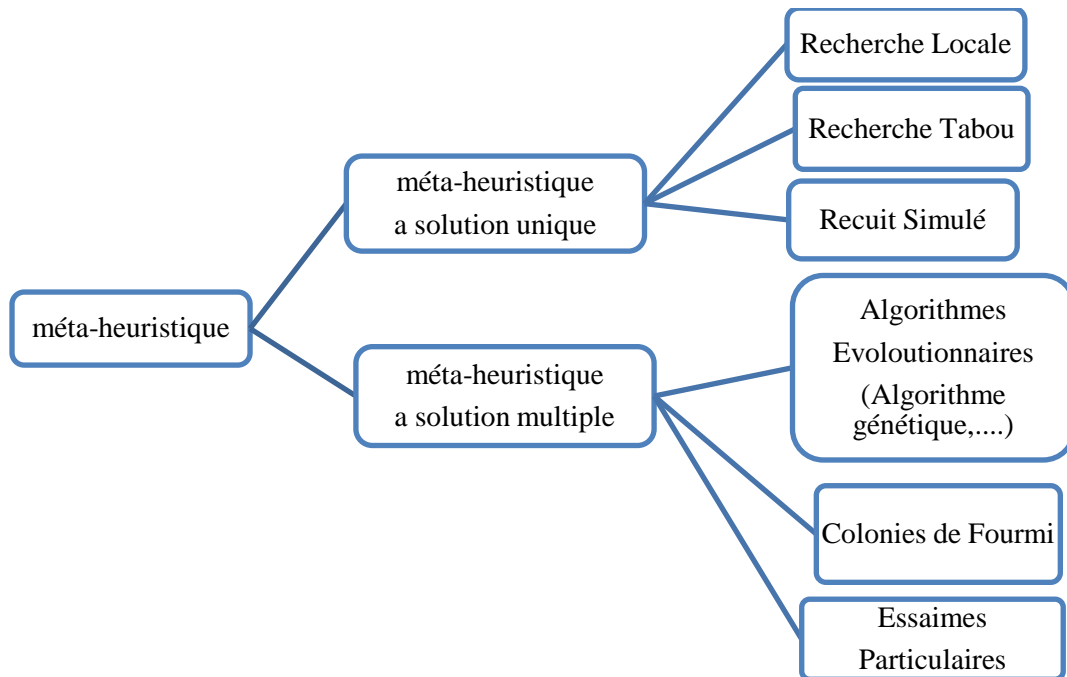 méta-heuristique
méta-heuristique
a solution unique
Recherche Locale
Recherche Tabou
Recuit Simulé
méta-heuristique
a solution multiple
Algorithmes
Evoloutionnaires
(Algorithme
génétique,....)
Colonies de Fourmi
Essaimes
Particulaires